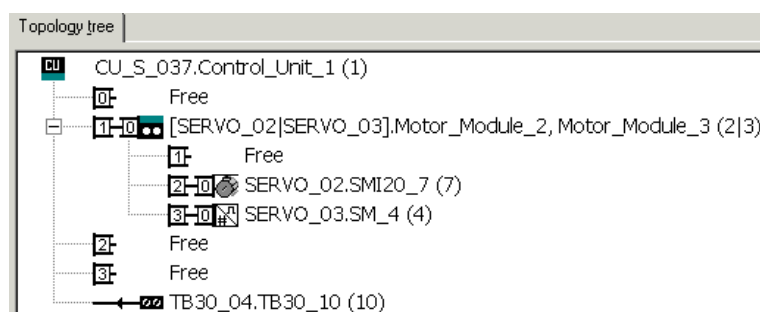 Topology tree
CU CU_S_037.Control_Unit_1 (1)
0 Free
1 0 [SERVO_02|SERVO_03].Motor_Module_2, Motor_Module_3 (2|3)
1 Free
2 0 SERVO_02.SMI20_7 (7)
3 0 # SERVO_03.SM_4 (4)
2 Free
3 Free
TB30_04.TB30_10 (10)